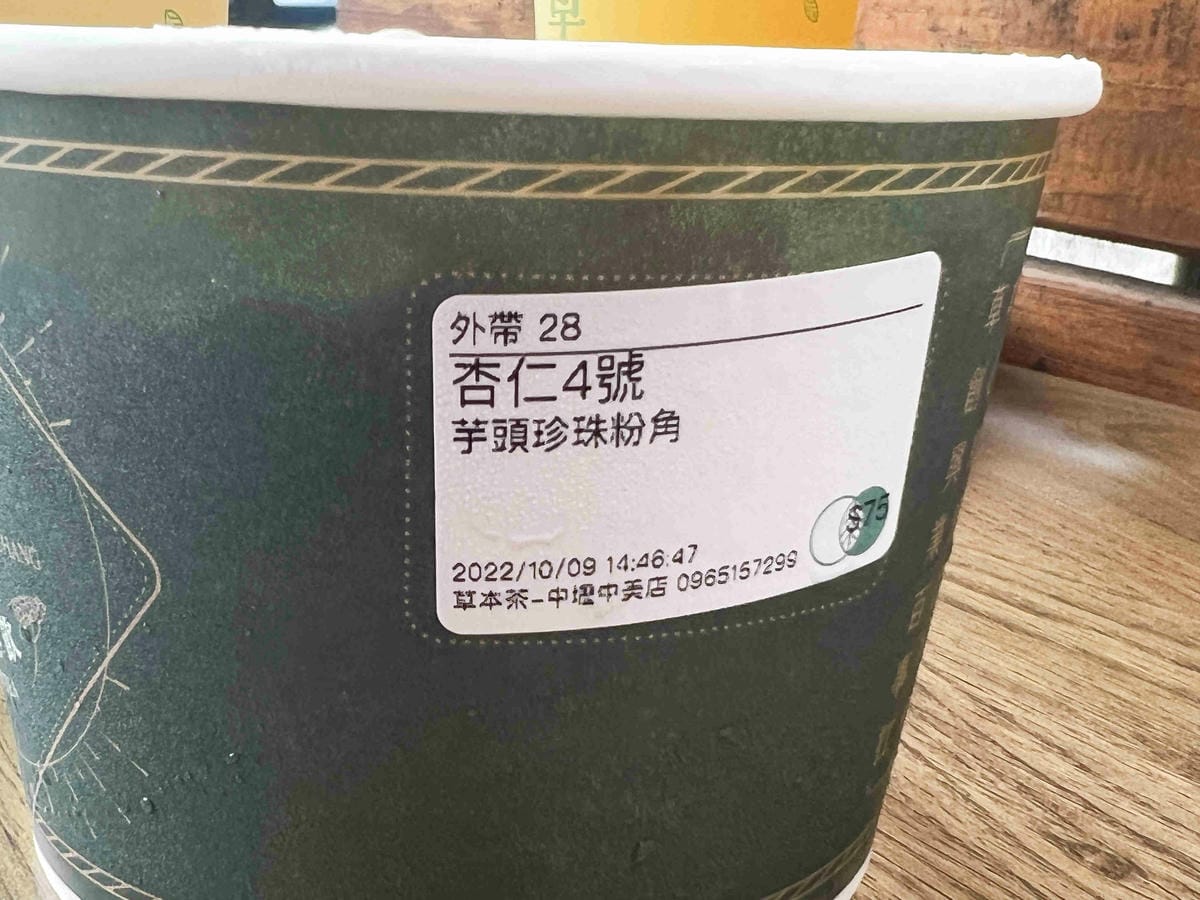 草
外帶 28
杏仁4號
芋頭珍珠粉角
$75
2022/10/09 14:46:47
草本茶-中壢中美店 0965157299